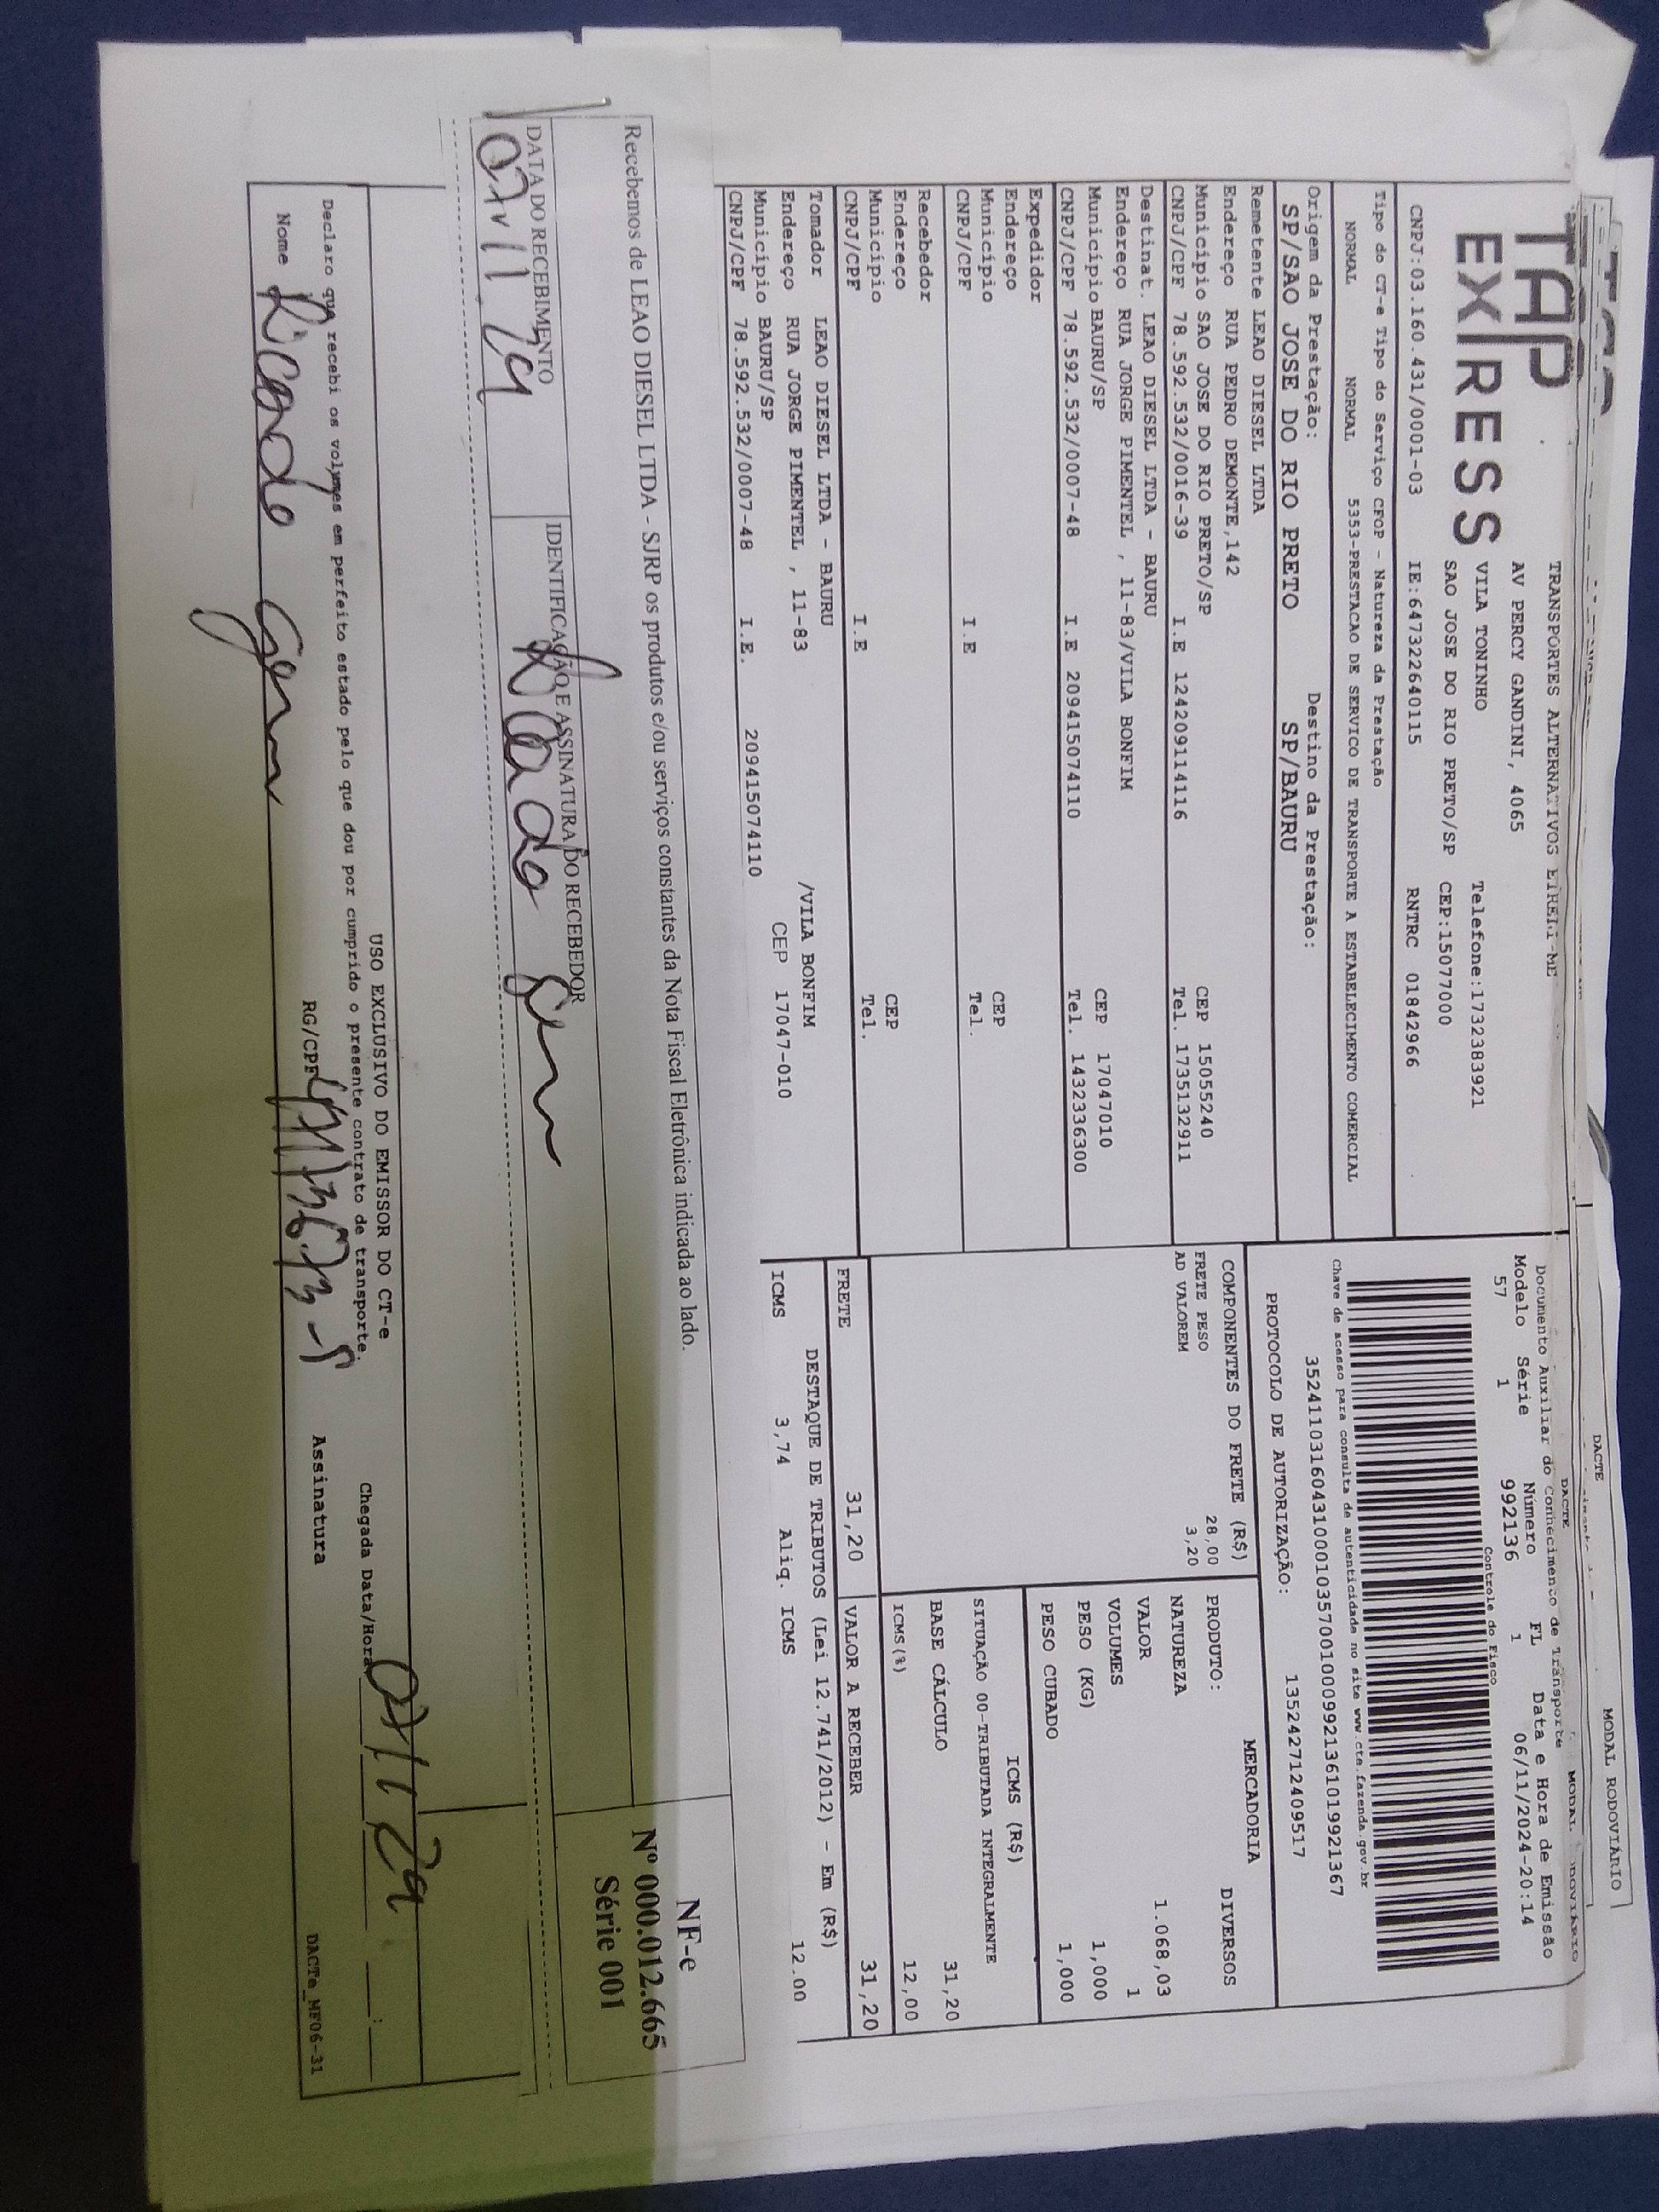 DACTE
MODAL RODOVIÁRIO
DACTE
TAP
EXPRESS
TRANSPORTES ALTERNATIVOS EIRELI-ME
AV PERCY GANDINI, 4065
VILA TONINHO Telefone:1732383921
SAO JOSE DO RIO PRETO/SP CEP:15077000
CNPJ:03.160.431/0001-03 IE:647322640115 RNTRC 01842966
Documento Auxiliar do Conhecimento de Transporte
Modelo Série Número FL Data e Hora de Emissão
57 1 992136 1 06/11/2024-20:14
Controle do Fisco
Tipo do CT-e Tipo do Serviço CFOP - Natureza da Prestação
NORMAL NORMAL 5353-PRESTACAO DE SERVICO DE TRANSPORTE A ESTABELECIMENTO COMERCIAL
Chave de acesso para consulta de autenticidade no site www.cte.fazenda.gov.br
35241103160431000103570010009921361019921367
Origem da Prestação: Destino da Prestação:
SP/SAO JOSE DO RIO PRETO SP/BAURU
PROTOCOLO DE AUTORIZAÇÃO: 135242712409517
Remetente LEAO DIESEL LTDA
Endereço RUA PEDRO DEMONTE,142
Municipio SAO JOSE DO RIO PRETO/SP CEP 15055240
CNPJ/CPF 78.592.532/0016-39 I.E 124209114116 Tel. 1735132911
Destinat. LEAO DIESEL LTDA - BAURU
Endereço RUA JORGE PIMENTEL , 11-83/VILA BONFIM
Município BAURU/SP CEP 17047010
CNPJ/CPF 78.592.532/0007-48 I.E 209415074110 Tel. 1432336300
Expedidor
Endereço
Município CEP
CNPJ/CPF I.E Tel.
Recebedor
Endereço
Município CEP
CNPJ/CPF I.E Tel.
Tomador LEAO DIESEL LTDA - BAURU
Endereço RUA JORGE PIMENTEL , 11-83 /VILA BONFIM
Município BAURU/SP CEP 17047-010
CNPJ/CPF 78.592.532/0007-48 I.E. 209415074110
COMPONENTES DO FRETE (R$)
FRETE PESO 28,00
AD VALOREM 3,20
MERCADORIA
PRODUTO: DIVERSOS
NATUREZA
VALOR 1.068,03
VOLUMES 1
PESO (KG) 1,000
PESO CUBADO 1,000
ICMS (R$)
SITUAÇÃO 00-TRIBUTADA INTEGRALMENTE
BASE CÁLCULO 31,20
ICMS(%) 12,00
FRETE 31,20 VALOR A RECEBER 31,20
DESTAQUE DE TRIBUTOS (Lei 12.741/2012) - Em (R$)
ICMS 3,74 Aliq. ICMS 12.00
Recebemos de LEAO DIESEL LTDA - SJRP os produtos e/ou serviços constantes da Nota Fiscal Eletrônica indicada ao lado.
NF-e
Nº 000.012.665
Série 001
DATA DO RECEBIMENTO IDENTIFICAÇÃO E ASSINATURA DO RECEBEDOR
USO EXCLUSIVO DO EMISSOR DO CT-e
Declaro que recebi os volumes em perfeito estado pelo que dou por cumprido o presente contrato de transporte. Chegada Data/Hora
Nome RG/CPF Assinatura
DACTe_MF06-31